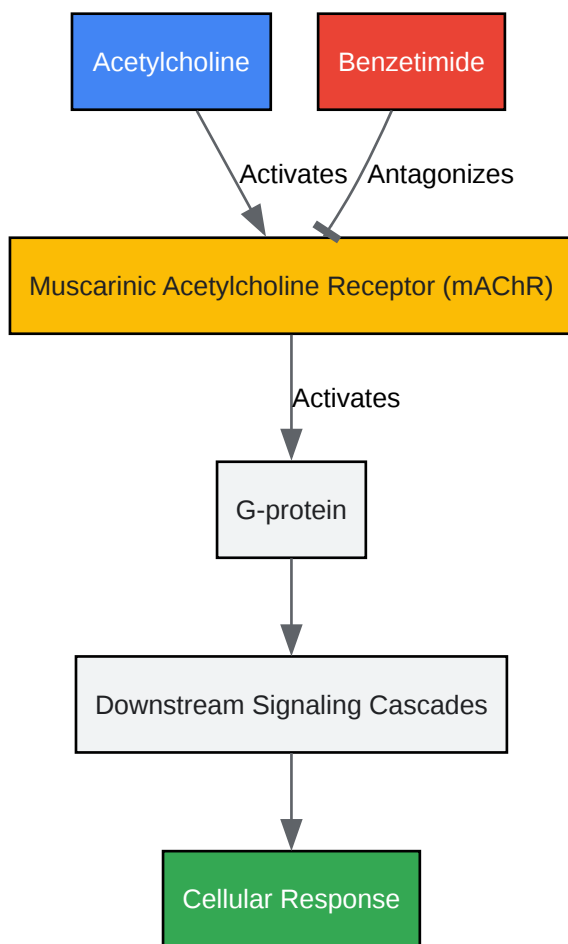 Acetylcholine
Benzetimide
Activates
Antagonizes
Muscarinic Acetylcholine Receptor (mAChR)
Activates
G-protein
Downstream Signaling Cascades
Cellular Response